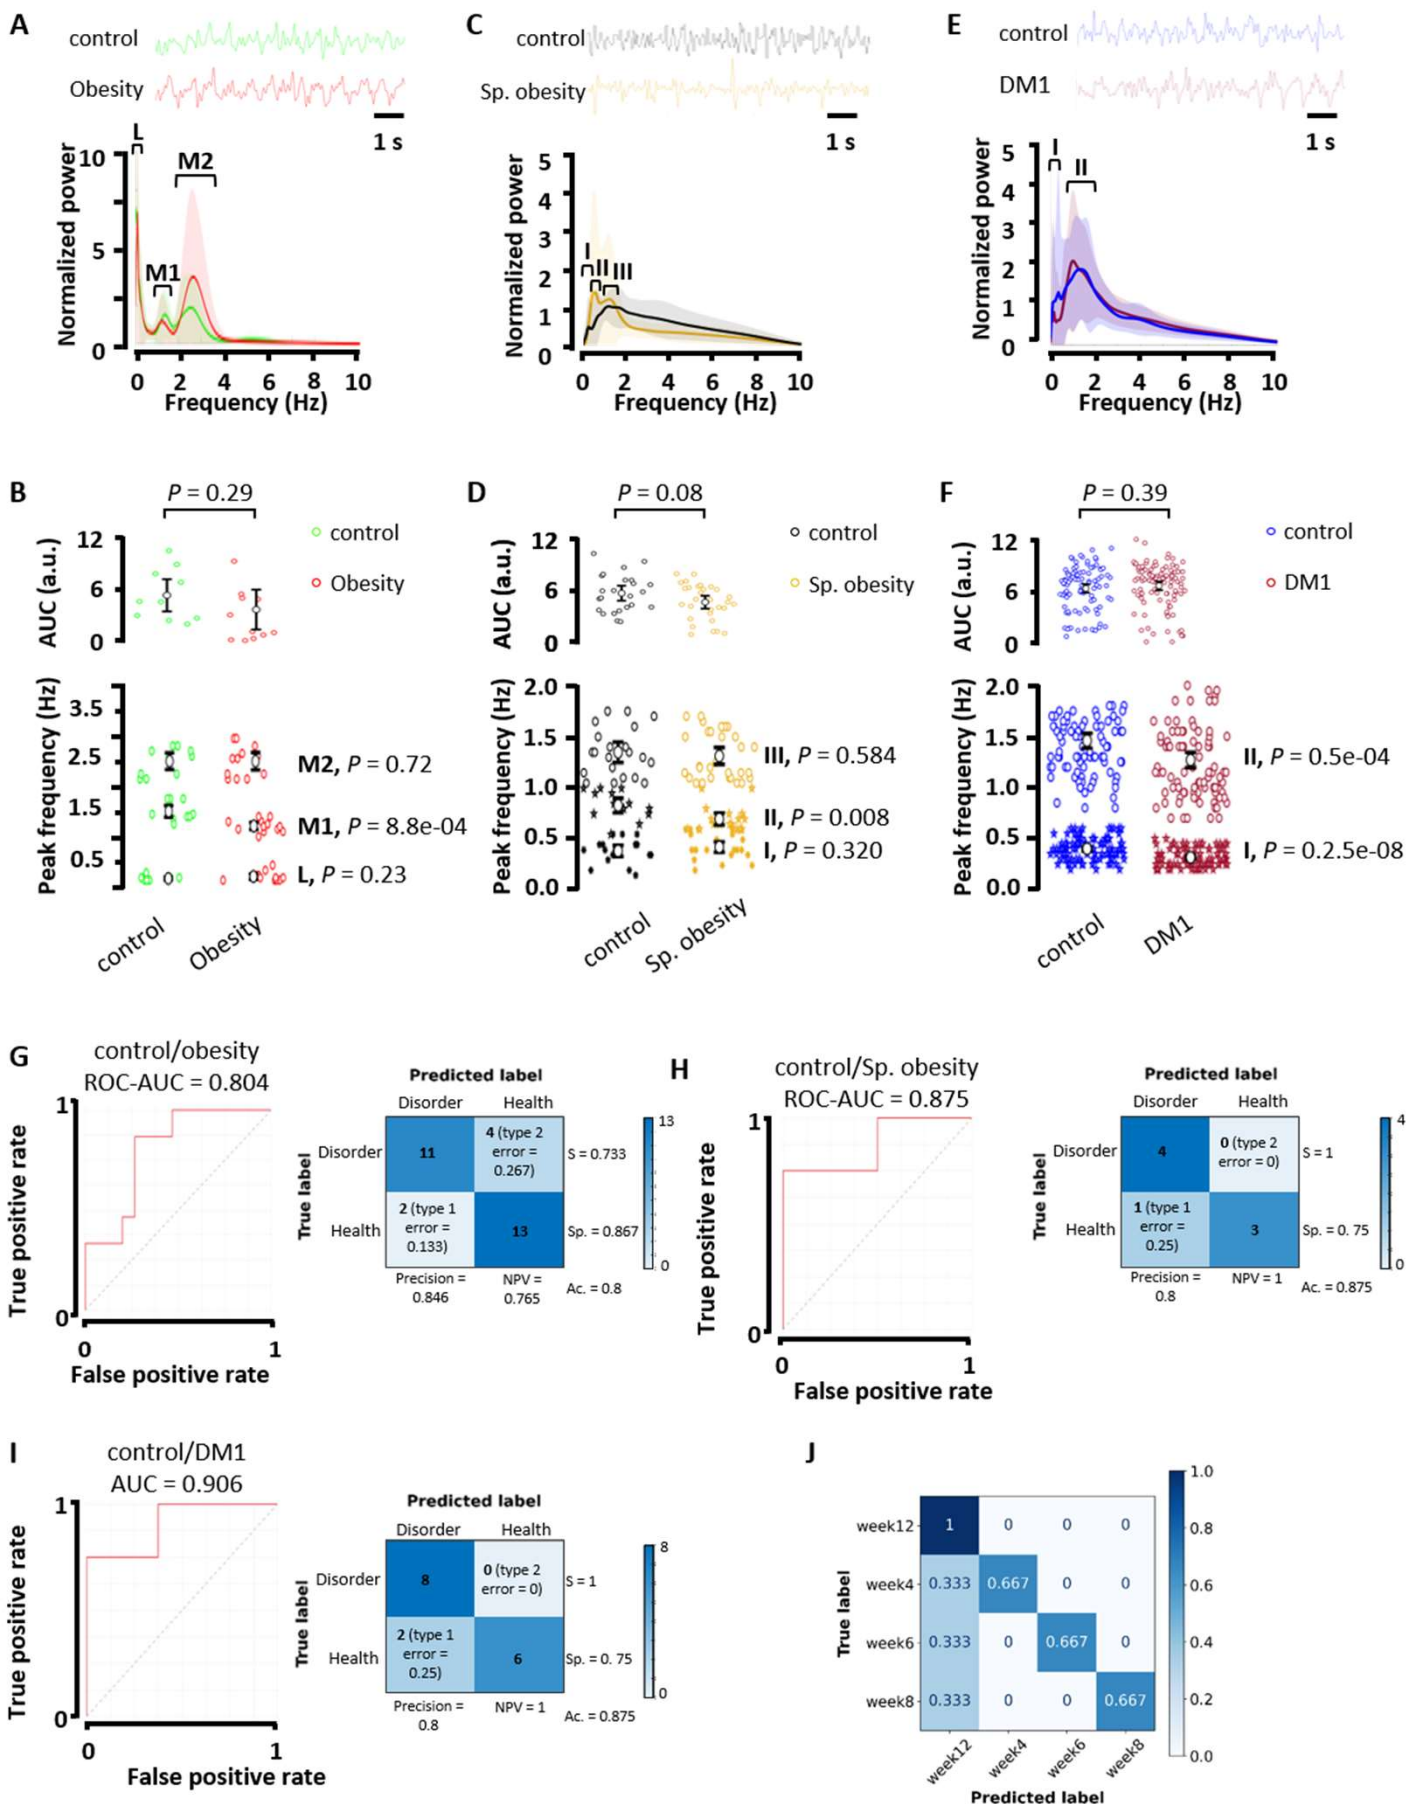 A
control
Obesity
1 s
L
M1
M2
Normalized power
10
5
0
0 2 4 6 8 10
Frequency (Hz)
C
control
Sp. obesity
1 s
I
II
III
Normalized power
5
4
3
2
1
0
0 2 4 6 8 10
Frequency (Hz)
E
control
DM1
1 s
I
II
Normalized power
5
4
3
2
1
0
0 2 4 6 8 10
Frequency (Hz)
B
P = 0.29
control
Obesity
AUC (a.u.)
12
6
0
Peak frequency (Hz)
3.5
2.5
1.5
0.5
M2, P = 0.72
M1, P = 8.8e-04
L, P = 0.23
control
Obesity
D
P = 0.08
control
Sp. obesity
AUC (a.u.)
12
6
0
Peak frequency (Hz)
2.0
1.5
1.0
0.5
0.0
III, P = 0.584
II, P = 0.008
I, P = 0.320
control
Sp. obesity
F
P = 0.39
control
DM1
AUC (a.u.)
12
6
0
Peak frequency (Hz)
2.0
1.5
1.0
0.5
0.0
II, P = 0.5e-04
I, P = 0.2.5e-08
control
DM1
G
control/obesity
ROC-AUC = 0.804
True positive rate
1
0
0 1
False positive rate
Predicted label
Disorder Health
True label
Disorder
11
4 (type 2
error =
0.267)
S = 0.733
Health
2 (type 1
error =
0.133)
13
Sp. = 0.867
Precision =
0.846
NPV =
0.765
Ac. = 0.8
13
0
H
control/Sp. obesity
ROC-AUC = 0.875
True positive rate
1
0
0 1
False positive rate
Predicted label
Disorder Health
True label
Disorder
4
0 (type 2
error = 0)
S = 1
Health
1 (type 1
error =
0.25)
3
Sp. = 0.75
Precision =
0.8
NPV = 1
Ac. = 0.875
4
0
I
control/DM1
AUC = 0.906
True positive rate
1
0
0 1
False positive rate
Predicted label
Disorder Health
True label
Disorder
8
0 (type 2
error = 0)
S = 1
Health
2 (type 1
error =
0.25)
6
Sp. = 0. 75
Precision =
0.8
NPV = 1
Ac. = 0.875
8
0
J
True label
week12 1 0 0 0
week4 0.333 0.667 0 0
week6 0.333 0 0.667 0
week8 0.333 0 0 0.667
week12 week4 week6 week8
Predicted label
1.0
0.8
0.6
0.4
0.2
0.0